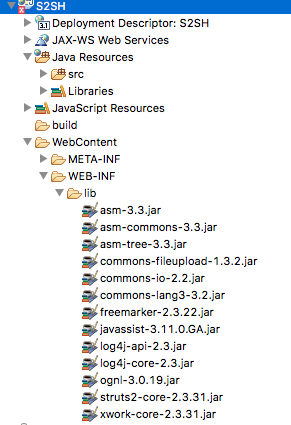 S2SH
Deployment Descriptor: S2SH
JAX-WS Web Services
Java Resources
src
Libraries
JavaScript Resources
build
WebContent
META-INF
WEB-INF
lib
asm-3.3.jar
asm-commons-3.3.jar
asm-tree-3.3.jar
commons-fileupload-1.3.2.jar
commons-io-2.2.jar
commons-lang3-3.2.jar
freemarker-2.3.22.jar
javassist-3.11.0.GA.jar
log4j-api-2.3.jar
log4j-core-2.3.jar
ognl-3.0.19.jar
struts2-core-2.3.31.jar
xwork-core-2.3.31.jar